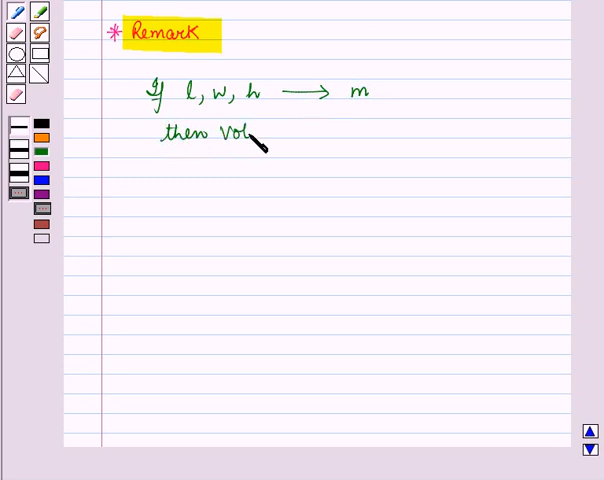 * Remark
If l, w, h ⟶ m
then Vol